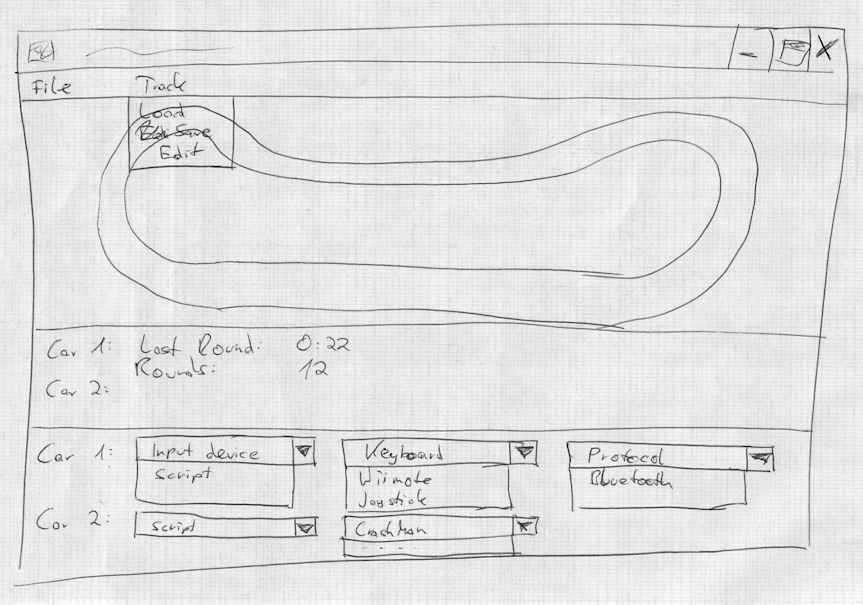 File Track
Load
Save
Edit
Car 1: Last Round: 0:22
Rounds: 12
Car 2:
Car 1: Input device Keyboard Protocol
Script Wiimote Bluetooth
Joystick
Car 2: Script Crashman